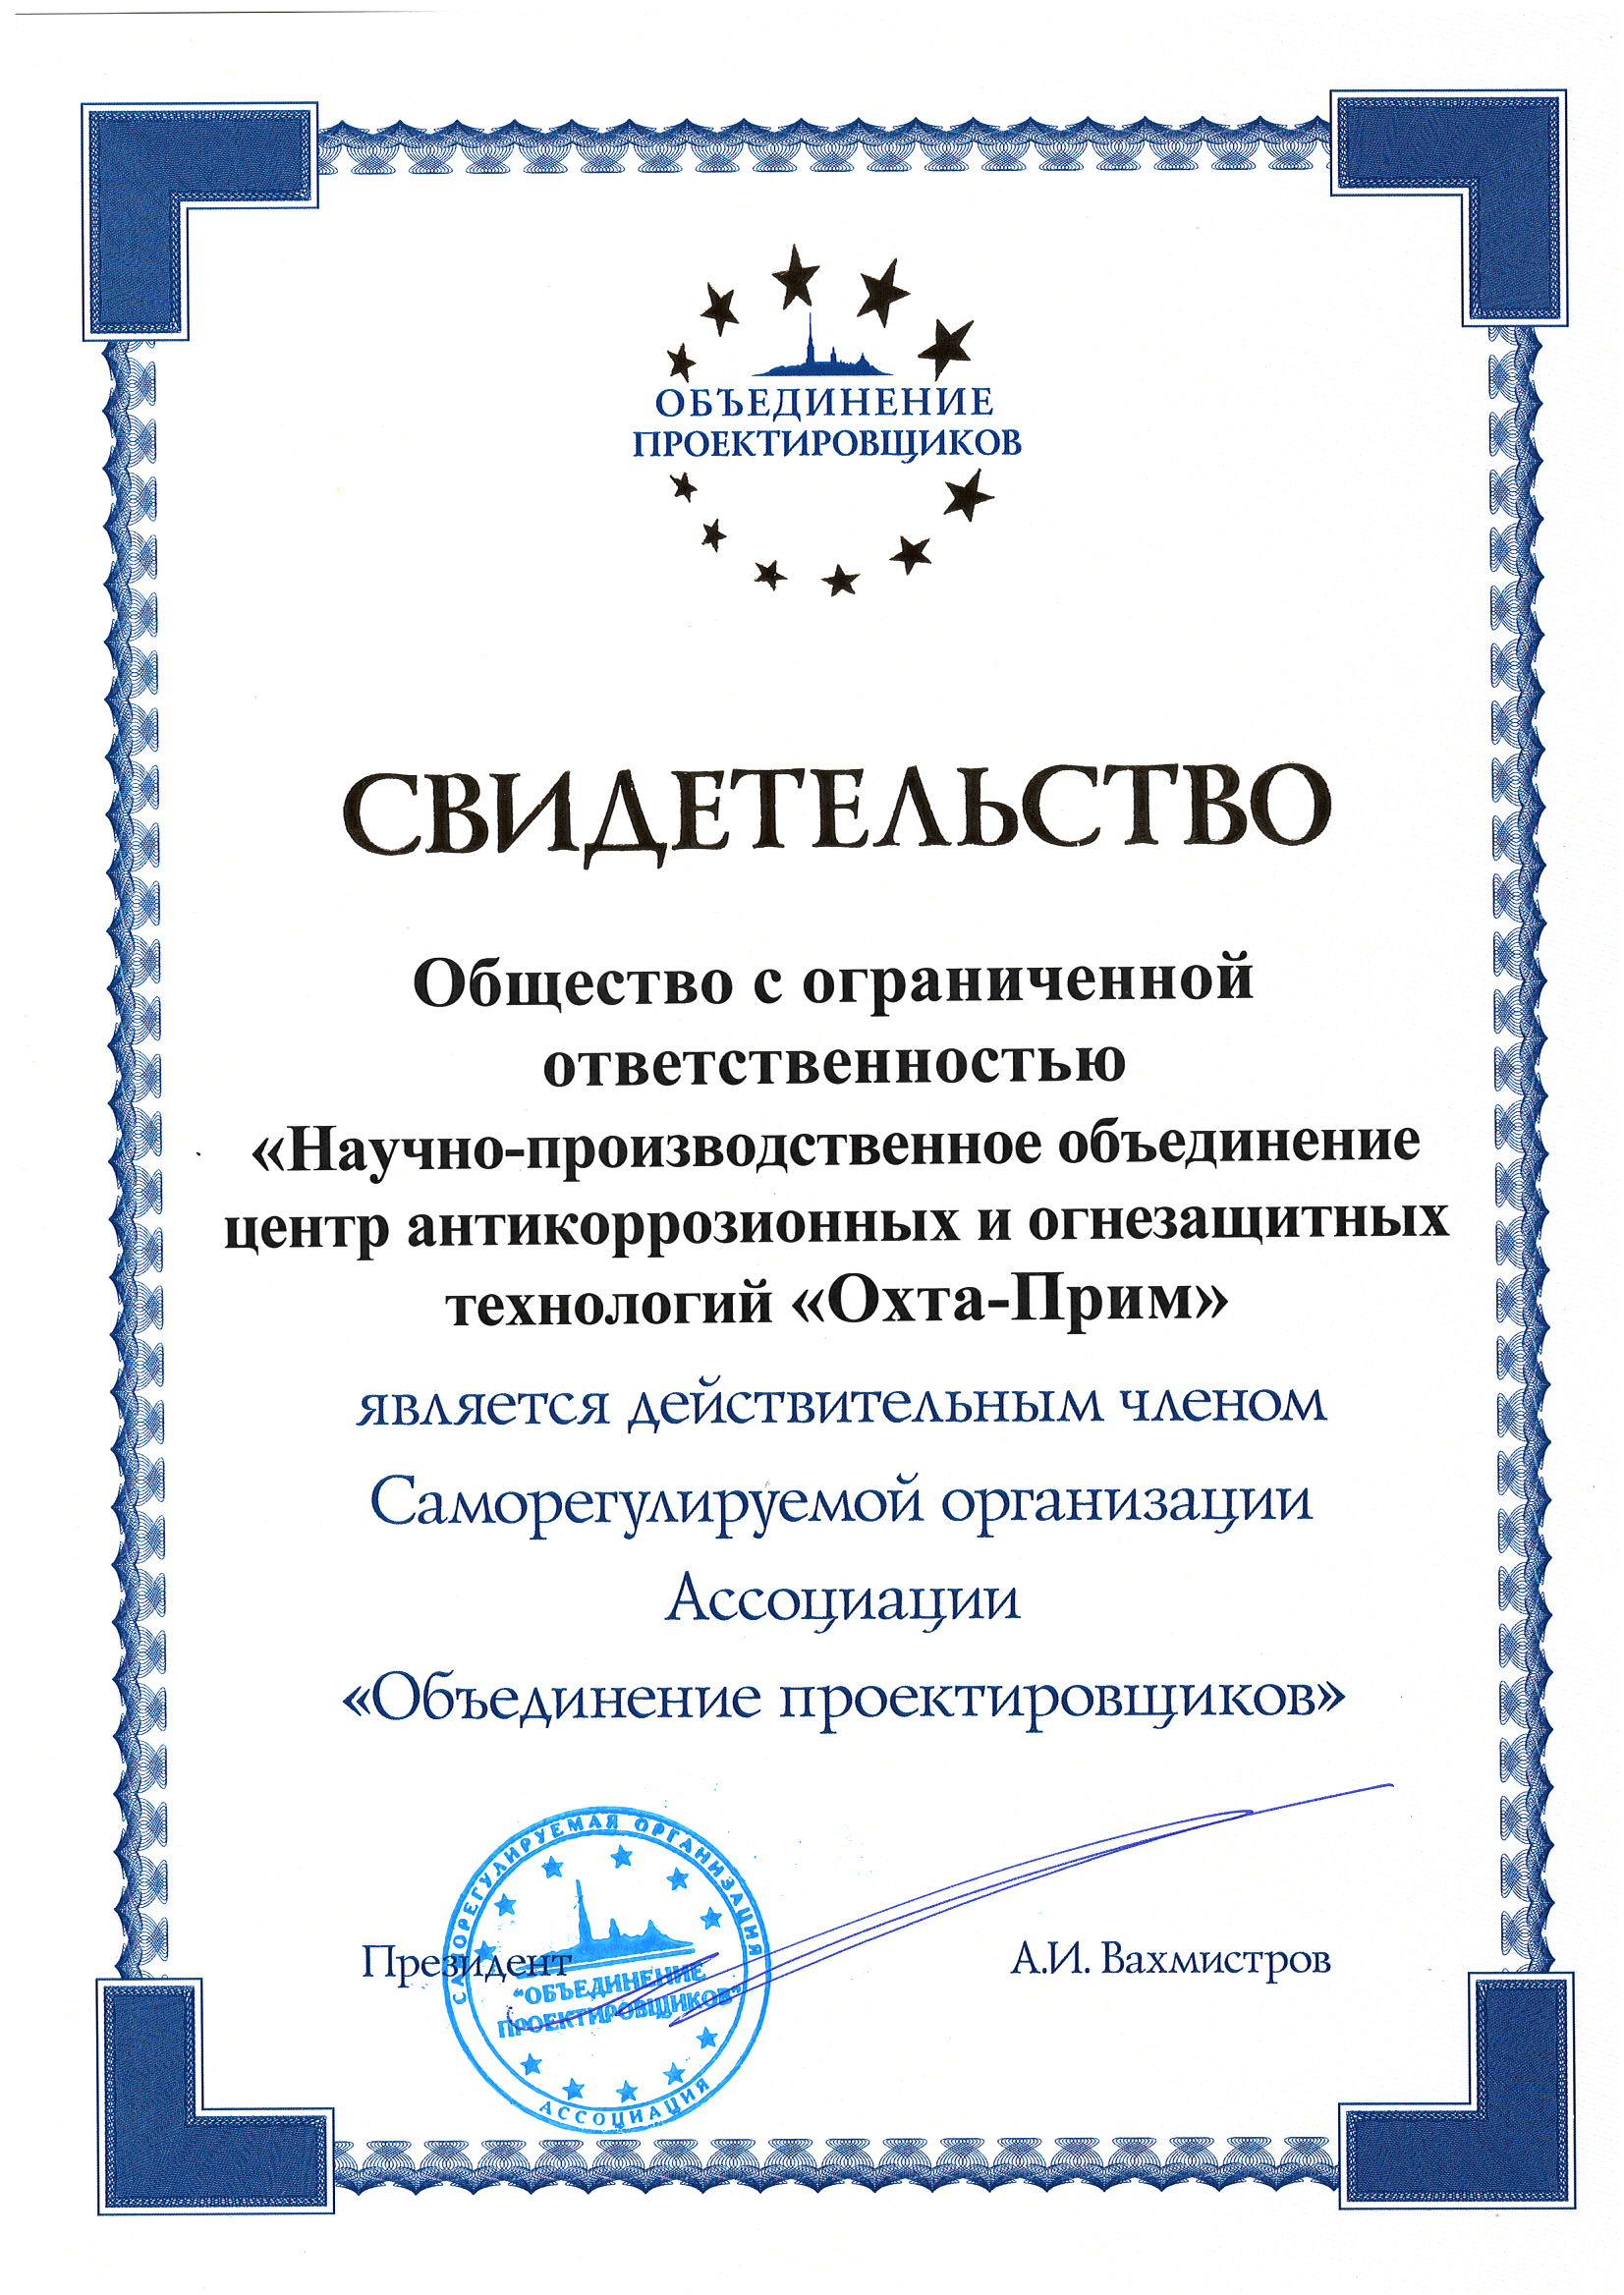 ОБЪЕДИНЕНИЕ
ПРОЕКТИРОВЩИКОВ
СВИДЕТЕЛЬСТВО
Общество с ограниченной
ответственностью
«Научно-производственное объединение
центр антикоррозионных и огнезащитных
технологий «Охта-Прим»
является действительным членом
Саморегулируемой организации
Ассоциации
«Объединение проектировщиков»
САМОРЕГУЛИРУЕМАЯ ОРГАНИЗАЦИЯ
Президент
А.И. Вахмистров
"ОБЪЕДИНЕНИЕ
ПРОЕКТИРОВЩИКОВ"
АССОЦИАЦИЯ